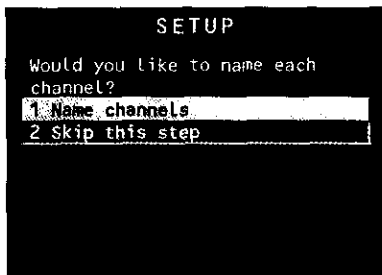 SETUP
Would you like to name each
channel?
1 Name channels
2 Skip this step